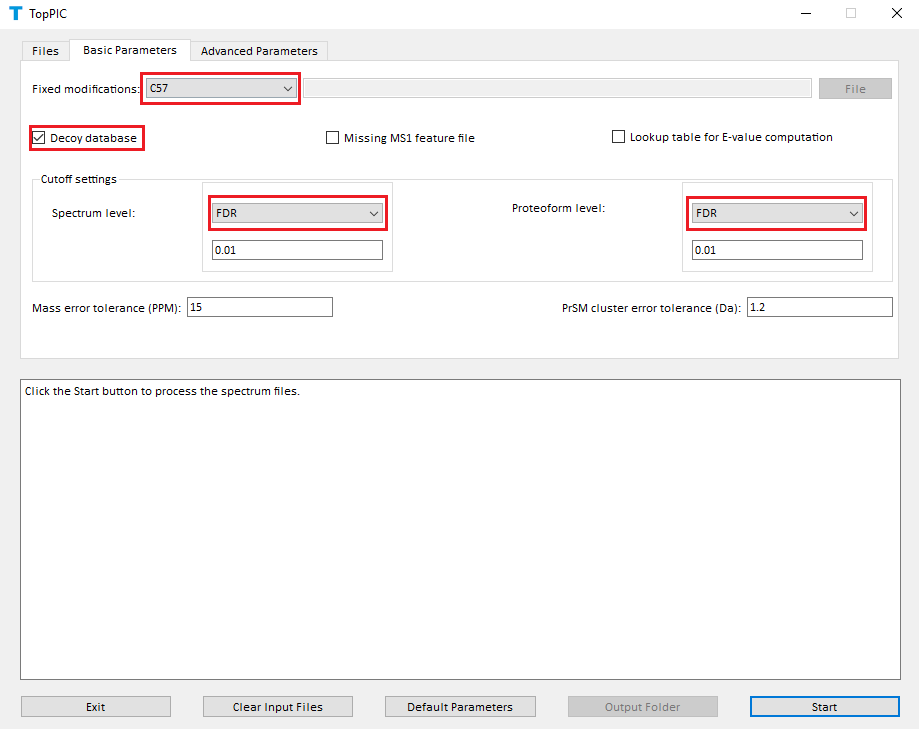 TopPIC
Files Basic Parameters Advanced Parameters
Fixed modifications: C57 File
Decoy database Missing MS1 feature file Lookup table for E-value computation
Cutoff settings
Spectrum level: FDR Proteoform level: FDR
0.01 0.01
Mass error tolerance (PPM): 15 PrSM cluster error tolerance (Da): 1.2
Click the Start button to process the spectrum files.
Exit Clear Input Files Default Parameters Output Folder Start